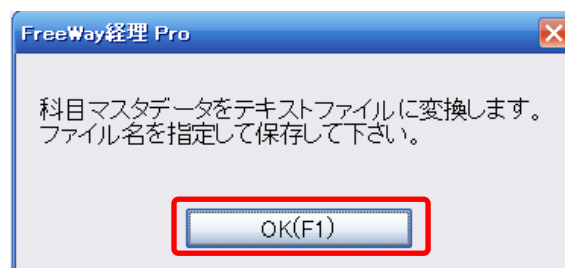 FreeWay経理 Pro
科目マスタデータをテキストファイルに変換します。
ファイル名を指定して保存して下さい。
OK(F1)